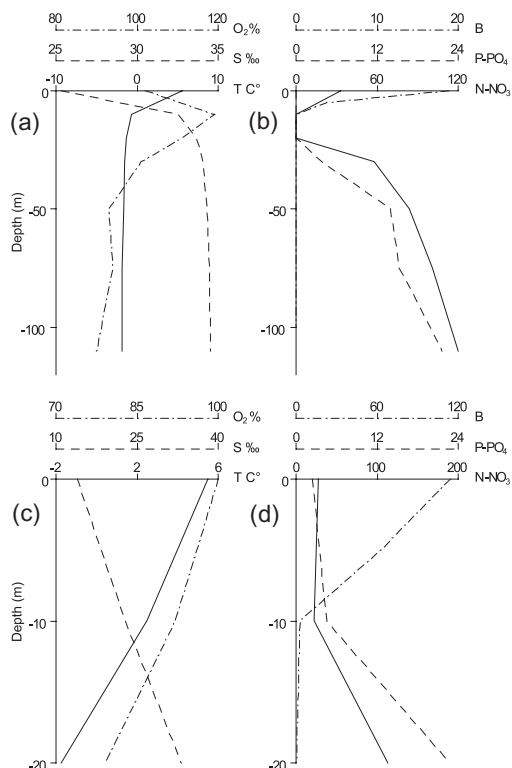 80 100 120 O₂%
25 30 35 S ‰
-10 0 10 T C°
0
-50
-100
Depth (m)
(a)
0 10 20 B
0 12 24 P-PO₄
0 60 120 N-NO₃
0
-50
-100
(b)
70 85 100 O₂%
10 25 40 S ‰
-2 2 6 T C°
0
-10
-20
Depth (m)
(c)
0 60 120 B
0 12 24 P-PO₄
0 100 200 N-NO₃
0
-10
-20
(d)